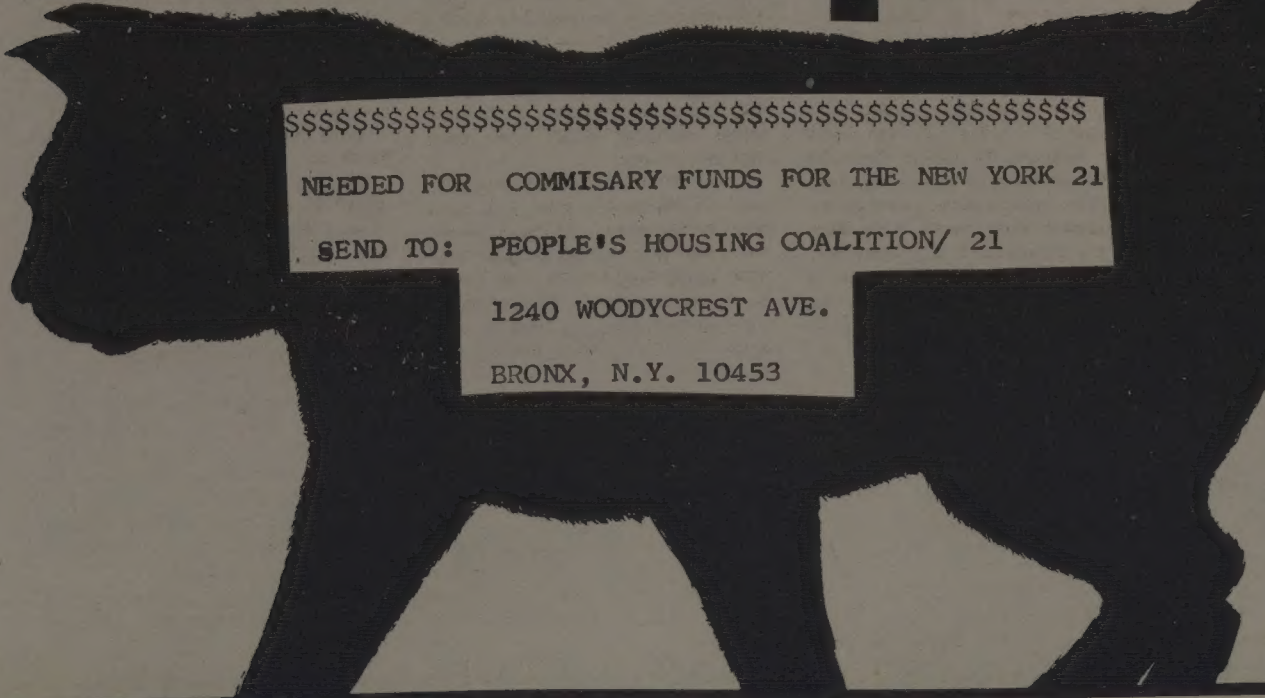 $$$$$$$$$$$$$$$$$$$$$$$$$$$$$$$$$$$$$$$$$$$$$$$$$$$$$$$$
NEEDED FOR COMMISARY FUNDS FOR THE NEW YORK 21
SEND TO: PEOPLE'S HOUSING COALITION/ 21
1240 WOODYCREST AVE.
BRONX, N.Y. 10453